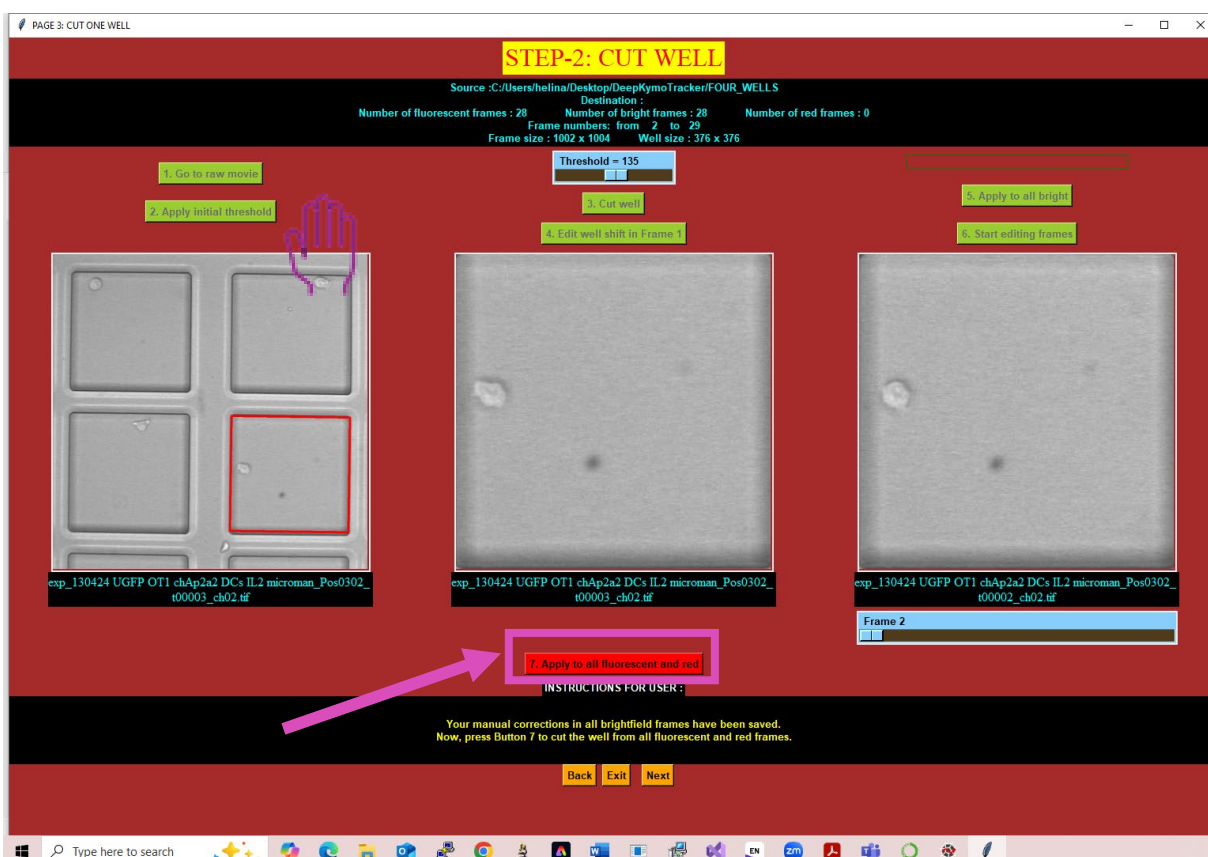 PAGE 3: CUT ONE WELL
STEP-2: CUT WELL
Source :C:/Users/helina/Desktop/DeepKymoTracker/FOUR_WELLS
Destination :
Number of fluorescent frames : 28 Number of bright frames : 28 Number of red frames : 0
Frame numbers: from 2 to 29
Frame size : 1002 x 1004 Well size : 376 x 376
1. Go to raw movie
2. Apply initial threshold
Threshold = 135
3. Cut well
4. Edit well shift in Frame 1
5. Apply to all bright
6. Start editing frames
exp_130424 UGFP OT1 chAp2a2 DCs IL2 microman_Pos0302_
t00003_ch02.tif
exp_130424 UGFP OT1 chAp2a2 DCs IL2 microman_Pos0302_
t00003_ch02.tif
exp_130424 UGFP OT1 chAp2a2 DCs IL2 microman_Pos0302_
t00002_ch02.tif
Frame 2
7. Apply to all fluorescent and red
INSTRUCTIONS FOR USER :
Your manual corrections in all brightfield frames have been saved.
Now, press Button 7 to cut the well from all fluorescent and red frames.
Back Exit Next
Type here to search
EN
zm